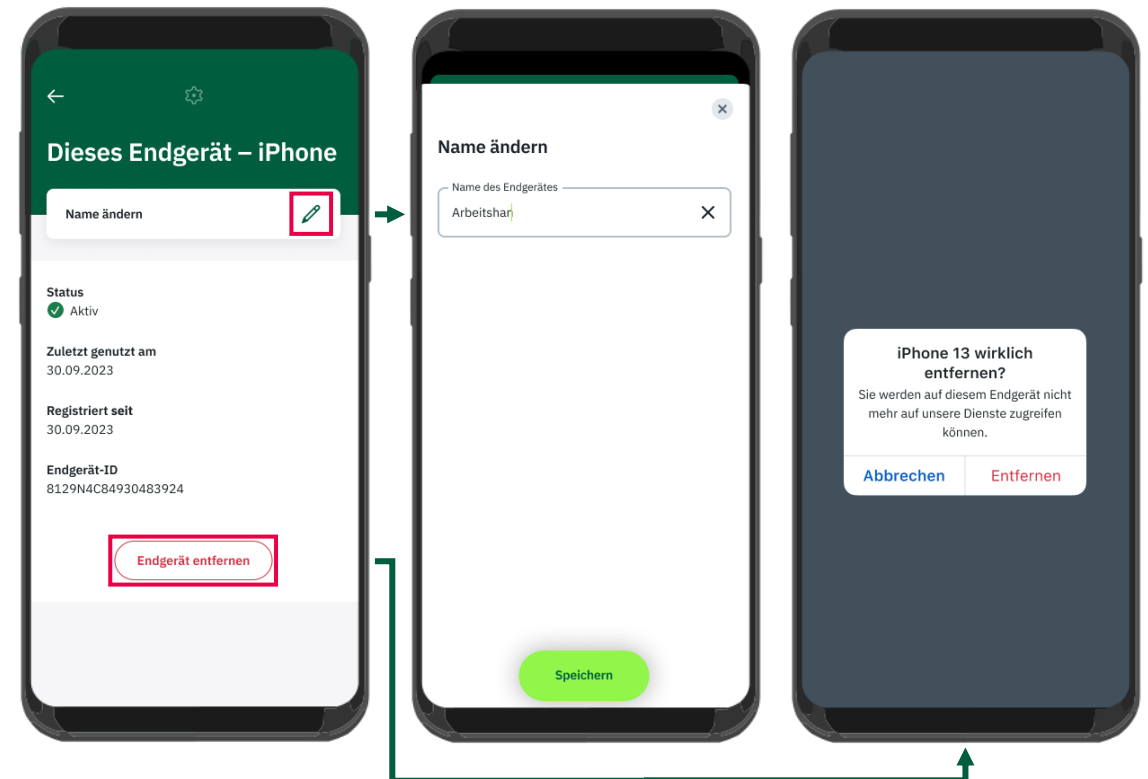 Dieses Endgerät – iPhone
Name ändern
Status
Aktiv
Zuletzt genutzt am
30.09.2023
Registriert seit
30.09.2023
Endgerät-ID
8129N4C84930483924
Endgerät entfernen
Name ändern
Name des Endgerätes
Arbeitshan
Speichern
iPhone 13 wirklich
entfernen?
Sie werden auf diesem Endgerät nicht
mehr auf unsere Dienste zugreifen
können.
Abbrechen
Entfernen